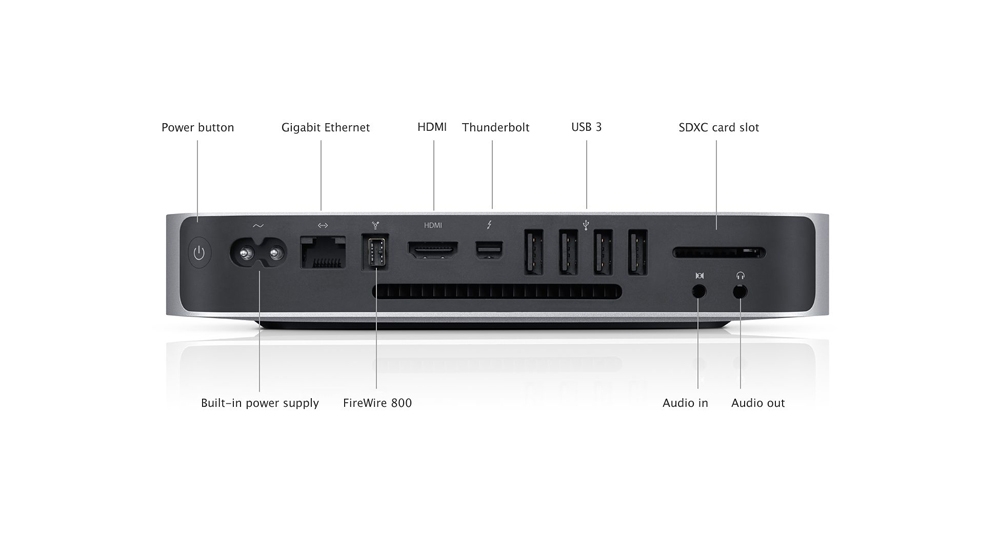 Power button
Gigabit Ethernet
HDMI
Thunderbolt
USB 3
SDXC card slot
HDMI
Built-in power supply
FireWire 800
Audio in
Audio out